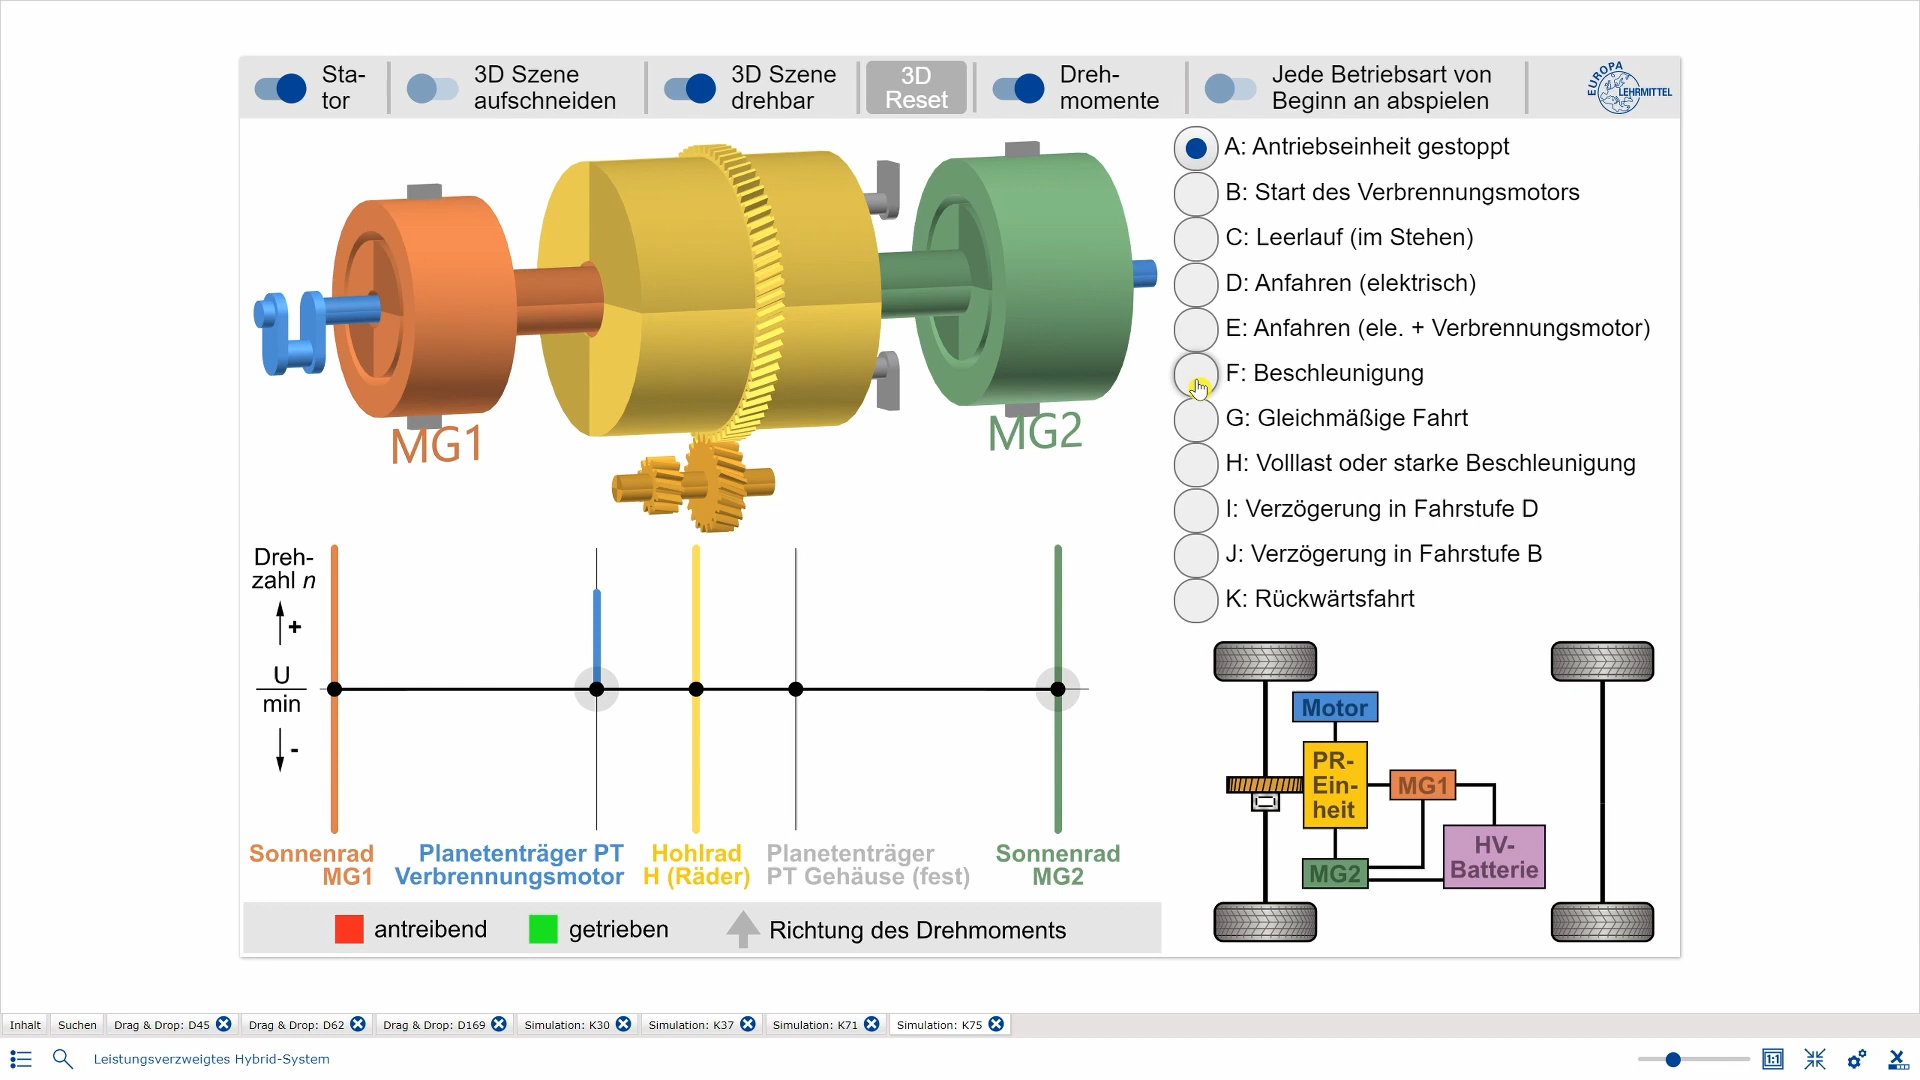 Sta-
tor
3D Szene
aufschneiden
3D Szene
drehbar
3D
Reset
Dreh-
momente
Jede Betriebsart von
Beginn an abspielen
EUROPA
LEHRMITTEL
A: Antriebseinheit gestoppt
B: Start des Verbrennungsmotors
C: Leerlauf (im Stehen)
D: Anfahren (elektrisch)
E: Anfahren (ele. + Verbrennungsmotor)
F: Beschleunigung
G: Gleichmäßige Fahrt
H: Volllast oder starke Beschleunigung
I: Verzögerung in Fahrstufe D
J: Verzögerung in Fahrstufe B
K: Rückwärtsfahrt
MG1
MG2
Dreh-
zahl n
+
U
min
-
Sonnenrad
MG1
Planetenträger PT
Verbrennungsmotor
Hohlrad
H (Räder)
Planetenträger
PT Gehäuse (fest)
Sonnenrad
MG2
antreibend
getrieben
Richtung des Drehmoments
Motor
PR-
Ein-
heit
MG1
MG2
HV-
Batterie
Inhalt
Suchen
Drag & Drop: D45
Drag & Drop: D62
Drag & Drop: D169
Simulation: K30
Simulation: K37
Simulation: K71
Simulation: K75
Leistungsverzweigtes Hybrid-System
1:1